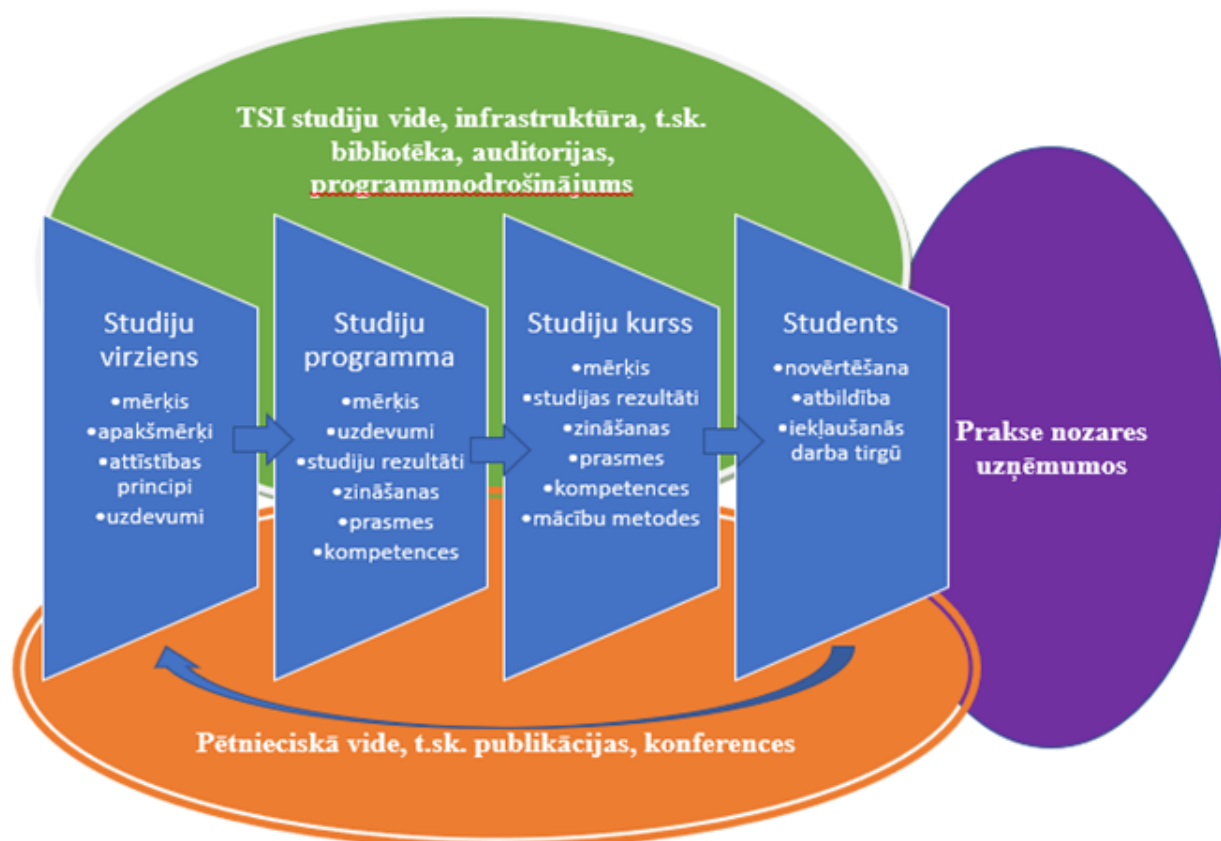 TSI studiju vide, infrastruktūra, t.sk.
bibliotēka, auditorijas,
programmnodrošinājums
Studiju
virziens
•mērķis
•apakšmērķi
•attīstības
principi
•uzdevumi
Studiju
programma
•mērķis
•uzdevumi
•studiju rezultāti
•zināšanas
•prasmes
•kompetences
Studiju kurss
•mērķis
•studijas rezultāti
•zināšanas
•prasmes
•kompetences
•mācību metodes
Students
•novērtēšana
•atbildība
•iekļaušanās
darba tirgū
Prakse nozares
uzņēmumos
Pētnieciskā vide, t.sk. publikācijas, konferences